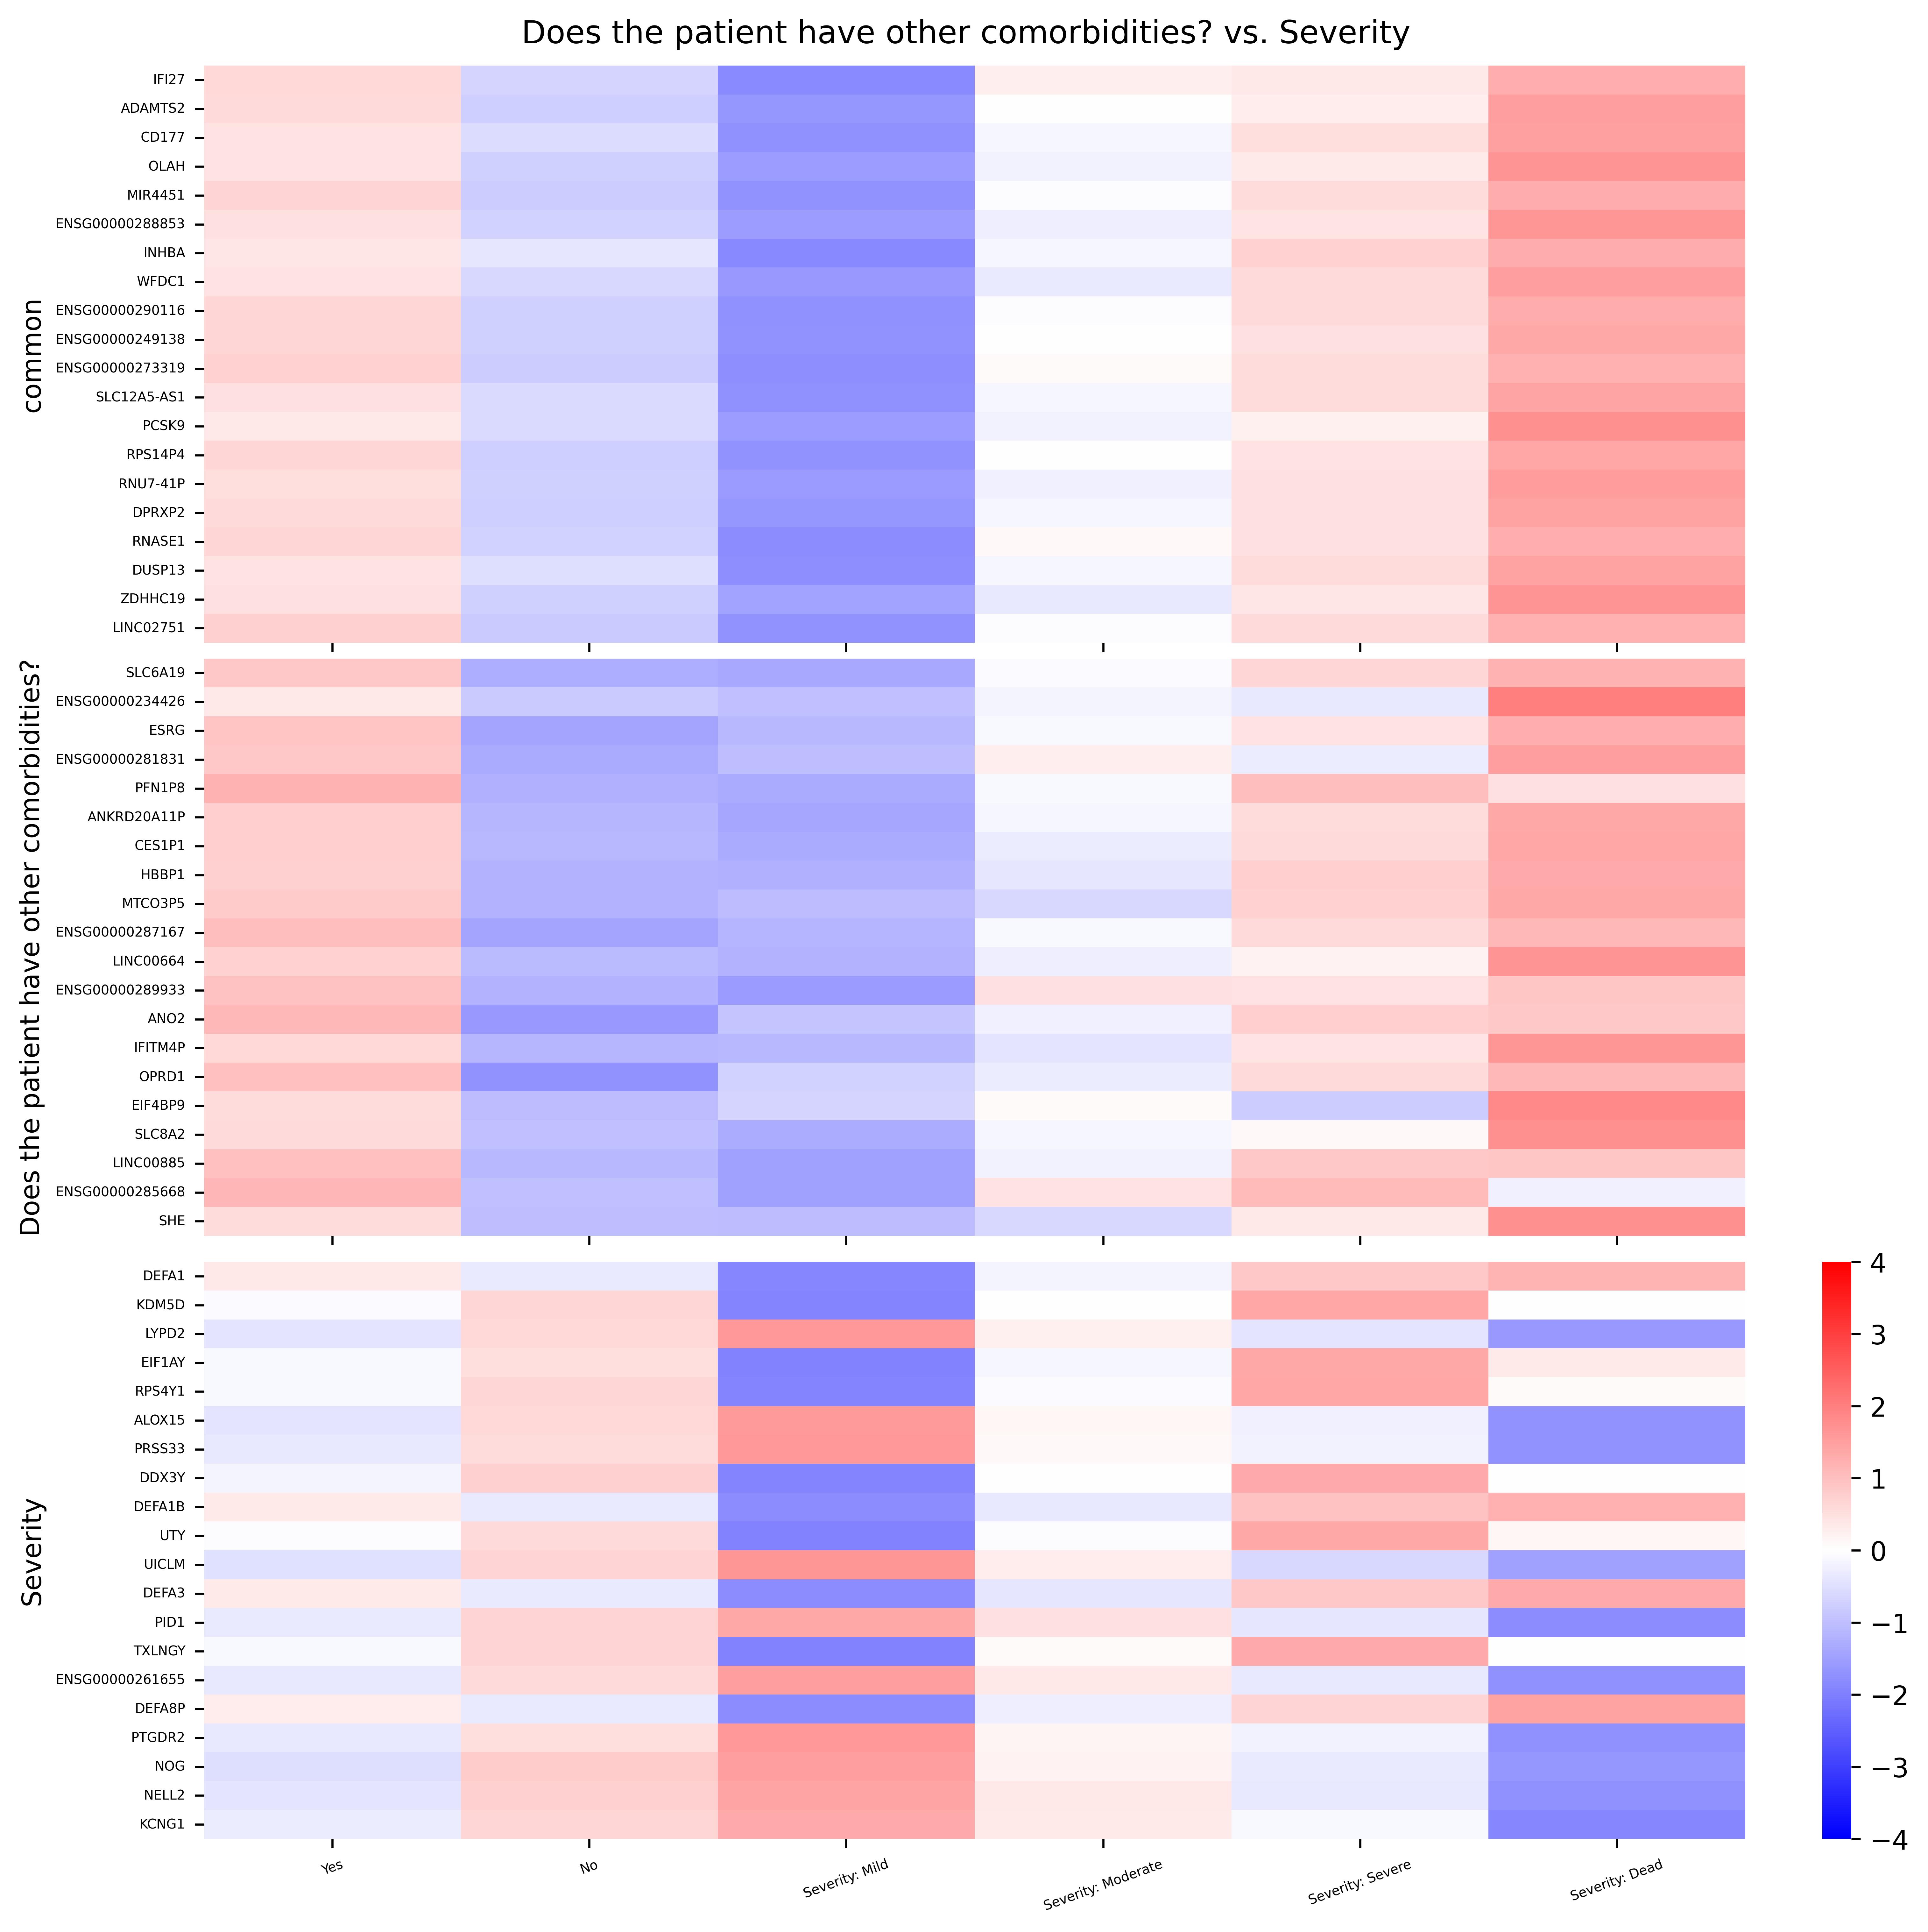 Does the patient have other comorbidities? vs. Severity
common
IFI27
ADAMTS2
CD177
OLAH
MIR4451
ENSG00000288853
INHBA
WFDC1
ENSG00000290116
ENSG00000249138
ENSG00000273319
SLC12A5-AS1
PCSK9
RPS14P4
RNU7-41P
DPRXP2
RNASE1
DUSP13
ZDHHC19
LINC02751
Does the patient have other comorbidities?
SLC6A19
ENSG00000234426
ESRG
ENSG00000281831
PFN1P8
ANKRD20A11P
CES1P1
HBBP1
MTCO3P5
ENSG00000287167
LINC00664
ENSG00000289933
ANO2
IFITM4P
OPRD1
EIF4BP9
SLC8A2
LINC00885
ENSG00000285668
SHE
Severity
DEFA1
KDM5D
LYPD2
EIF1AY
RPS4Y1
ALOX15
PRSS33
DDX3Y
DEFA1B
UTY
UICLM
DEFA3
PID1
TXLNGY
ENSG00000261655
DEFA8P
PTGDR2
NOG
NELL2
KCNG1
Yes
No
Severity: Mild
Severity: Moderate
Severity: Severe
Severity: Dead
4
3
2
1
0
−1
−2
−3
−4